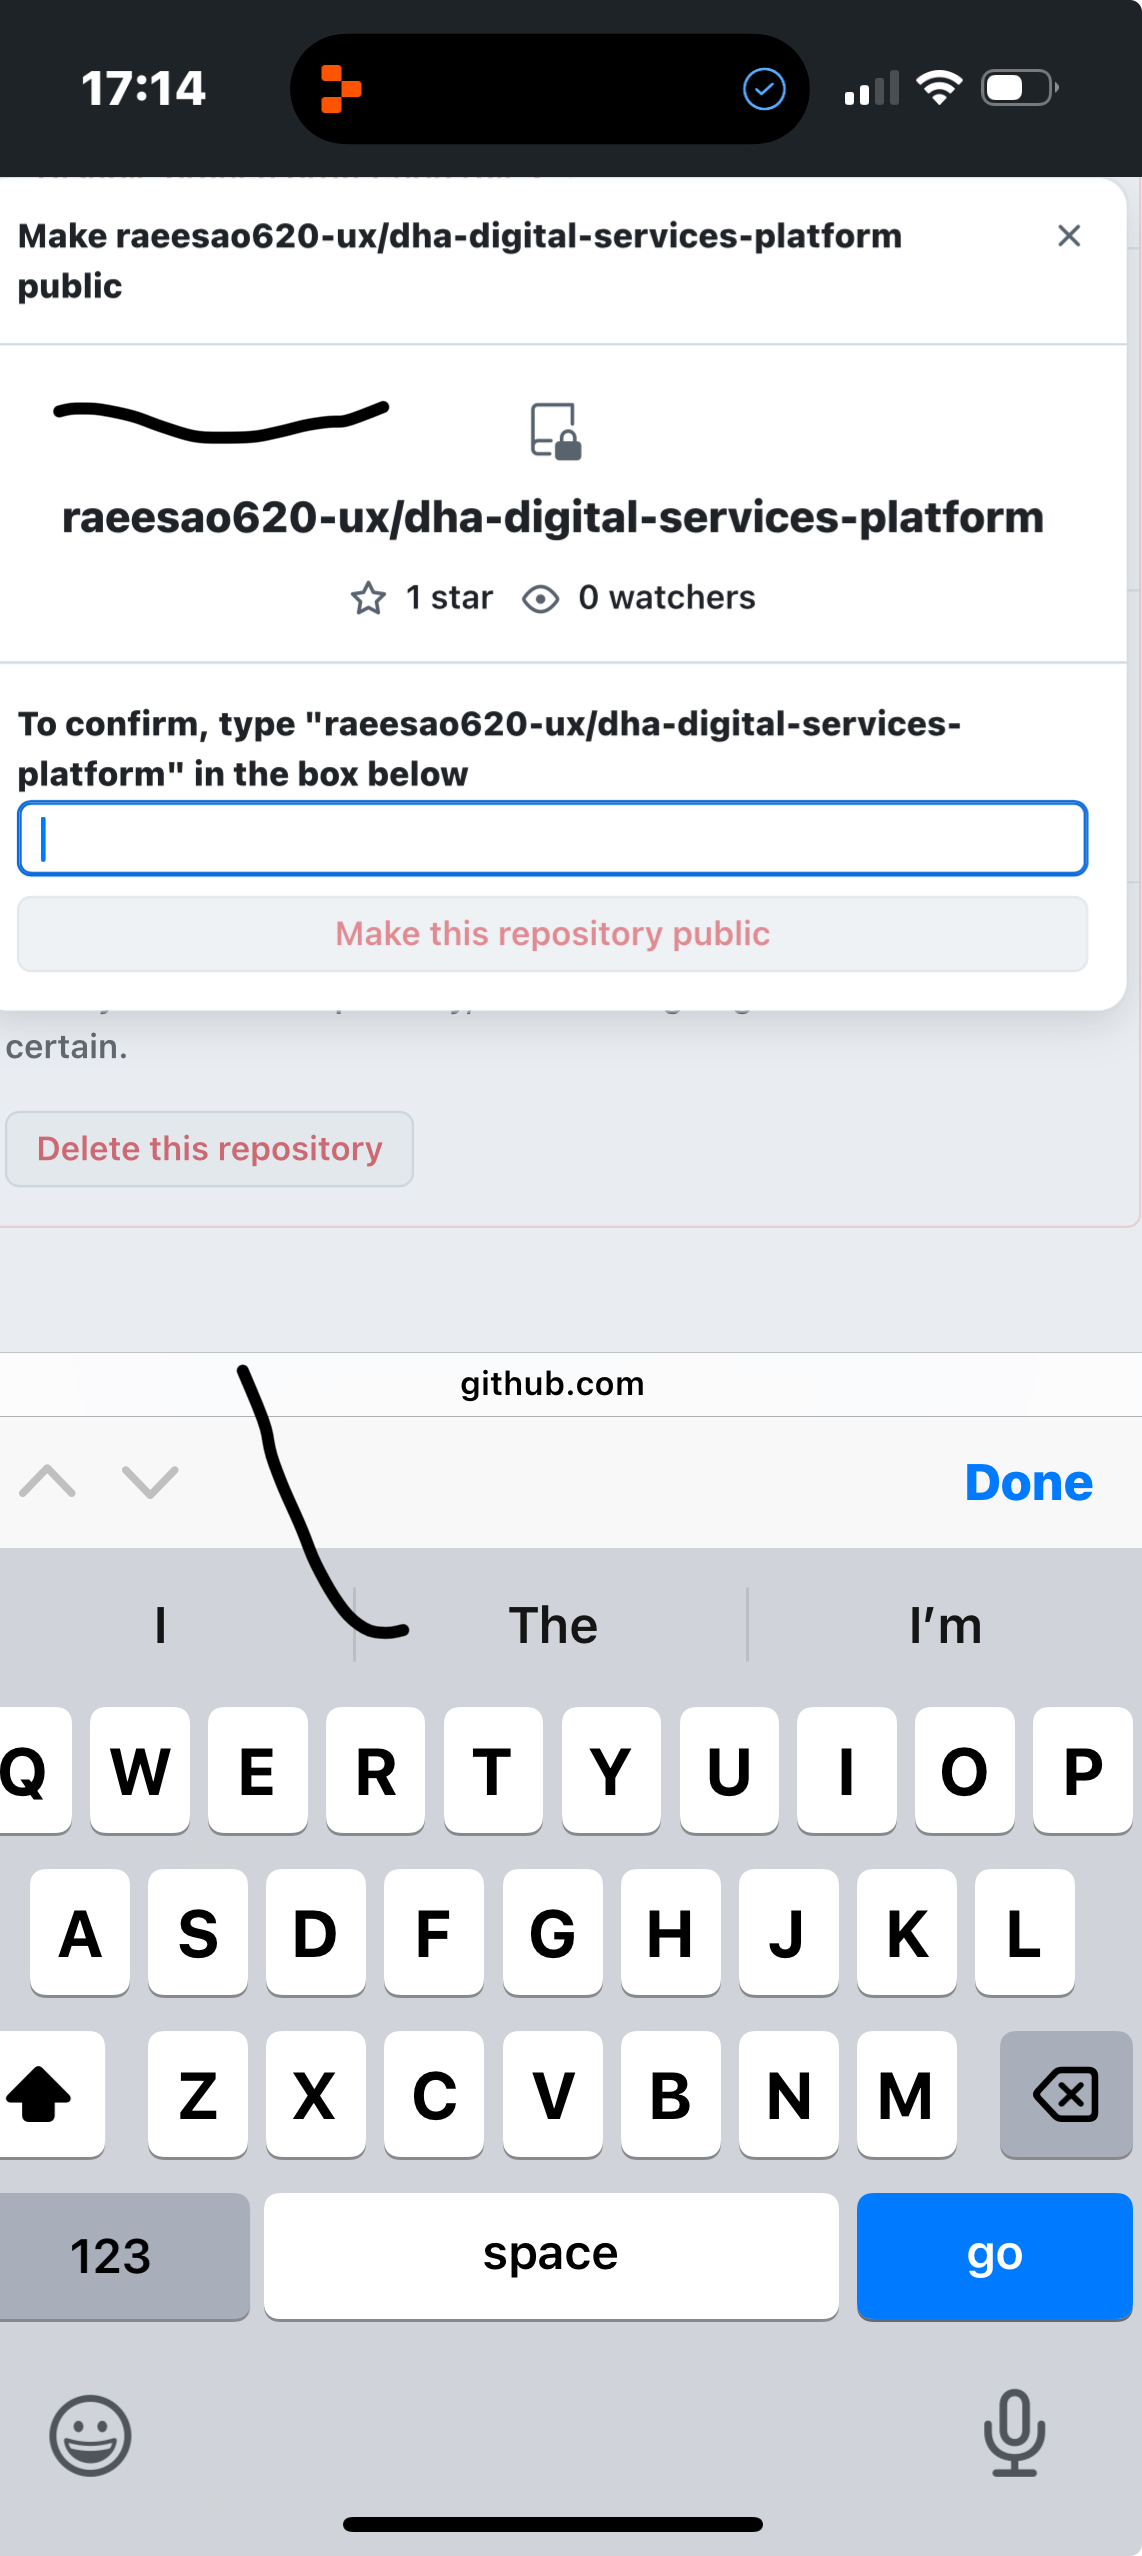 17:14
Make raeesao620-ux/dha-digital-services-platform
public
raeesao620-ux/dha-digital-services-platform
1 star 0 watchers
To confirm, type "raeesao620-ux/dha-digital-services-
platform" in the box below
Make this repository public
certain.
Delete this repository
github.com
Done
I The I’m
Q W E R T Y U I O P
A S D F G H J K L
Z X C V B N M
123 space go